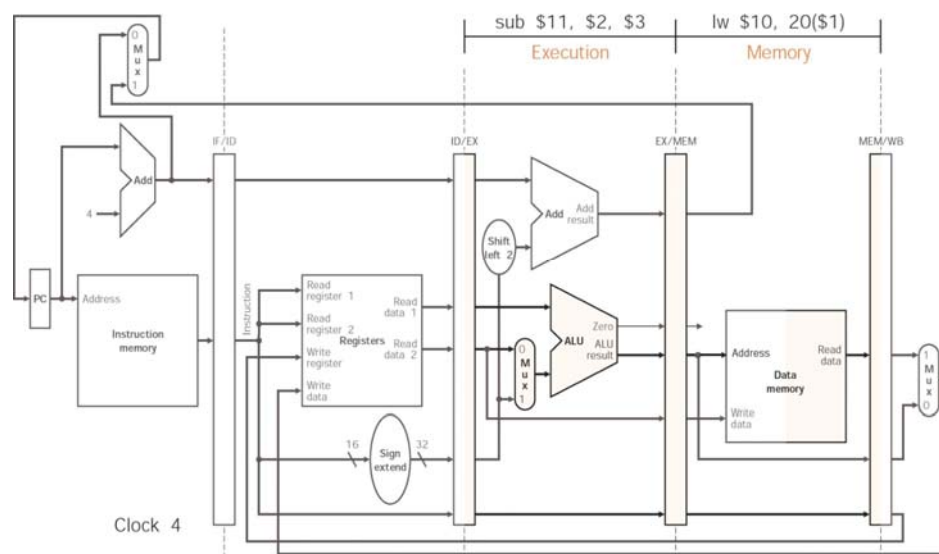 sub $11, $2, $3
lw $10, 20($1)
Execution
Memory
0
M
u
x
1
IF/ID
ID/EX
EX/MEM
MEM/WB
Add
4
Add
Add
result
Shift
left 2
PC
Address
Instruction
memory
Instruction
Read
register 1
Read
register 2
Write
register
Write
data
Registers
Read
data 1
Read
data 2
0
M
u
x
1
ALU
Zero
ALU
result
Address
Read
data
Data
memory
Write
data
1
M
u
x
0
16
Sign
extend
32
Clock 4